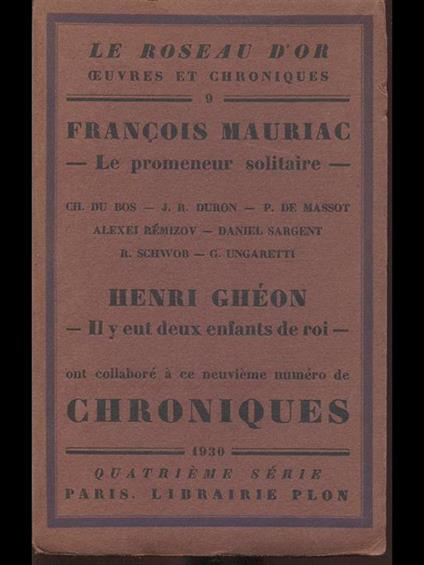 LE ROSEAU D'OR
ŒUVRES ET CHRONIQUES
9
FRANÇOIS MAURIAC
— Le promeneur solitaire —
CH. DU BOS — J. R. DURON — P. DE MASSOT
ALEXEI RÉMIZOV — DANIEL SARGENT
R. SCHWOB — G. UNGARETTI
HENRI GHÉON
— Il y eut deux enfants de roi —
ont collaboré à ce neuvième numéro de
CHRONIQUES
1930
QUATRIÈME SÉRIE
PARIS. LIBRAIRIE PLON